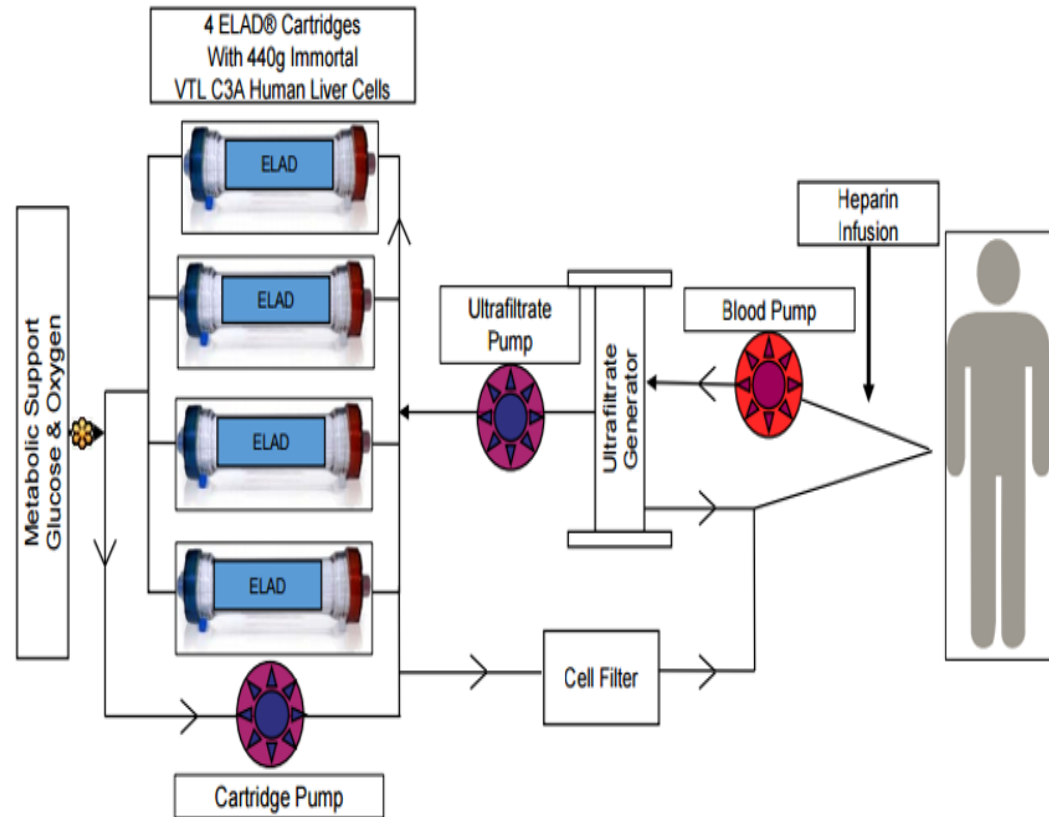 4 ELAD® Cartridges
With 440g Immortal
VTL C3A Human Liver Cells
ELAD
ELAD
ELAD
ELAD
Metabolic Support
Glucose & Oxygen
Cartridge Pump
Ultrafiltrate
Pump
Ultrafiltrate
Generator
Blood Pump
Heparin
Infusion
Cell Filter